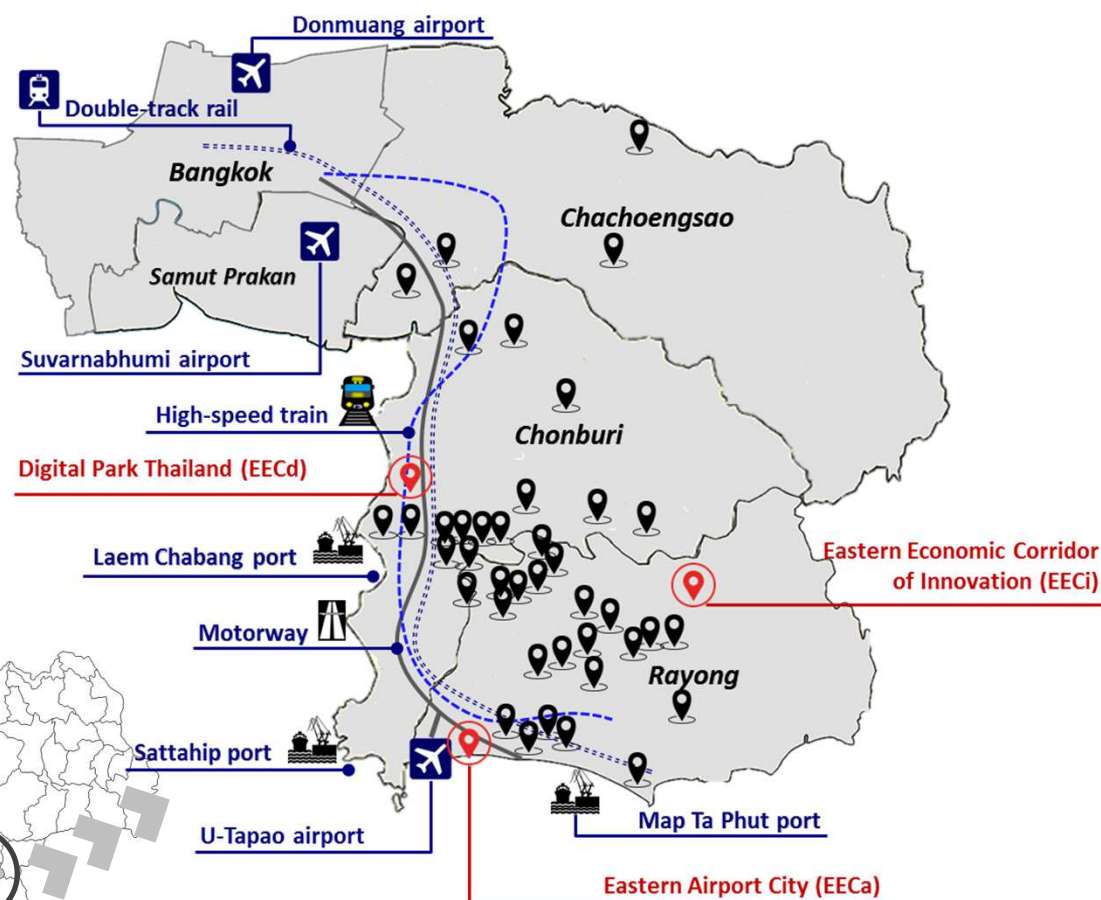 Donmuang airport
Double-track rail
Bangkok
Chachoengsao
Samut Prakan
Suvarnabhumi airport
High-speed train
Chonburi
Digital Park Thailand (EECd)
Laem Chabang port
Eastern Economic Corridor
of Innovation (EECi)
Motorway
Rayong
Sattahip port
U-Tapao airport
Map Ta Phut port
Eastern Airport City (EECa)